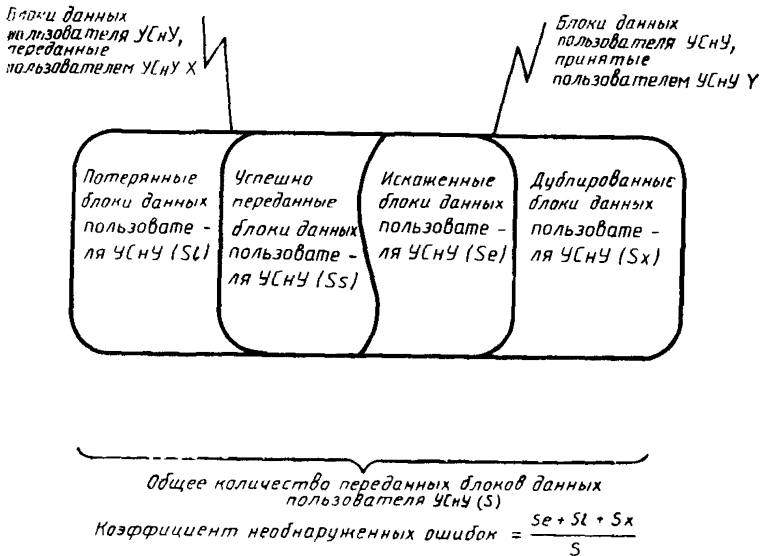 Блоки данных
пользователя УСнУ,
переданные
пользователем УСнУ X
Блоки данных
пользователя УСнУ,
принятые
пользователем УСнУ Y
Потерянные
блоки данных
пользовате -
ля УСнУ (Sl)
Успешно
переданные
блоки данных
пользовате -
ля УСнУ (Ss)
Искаженные
блоки данных
пользовате -
ля УСнУ (Se)
Дублированные
блоки данных
пользовате -
ля УСнУ (Sx)
Общее количество переданных блоков данных
пользователя УСнУ (S)
Коэффициент необнаруженных ошибок = Se + Sl + Sx
S